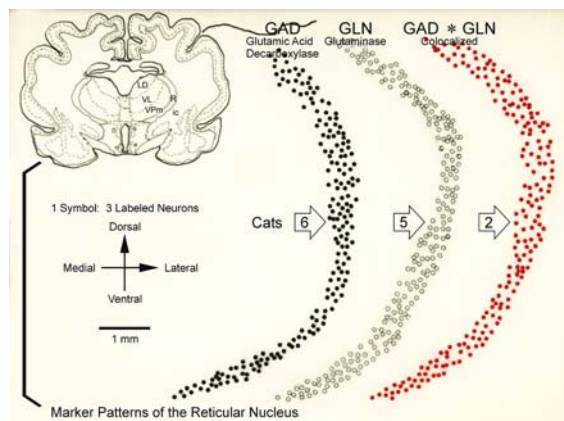 GAD GLN GAD * GLN
Glutamic Acid Glutaminase Colocalized
Decarboxylase
LD
VL R
VPm ic
1 Symbol: 3 Labeled Neurons
Dorsal
Cats 6 5 2
Medial Lateral
Ventral
1 mm
Marker Patterns of the Reticular Nucleus